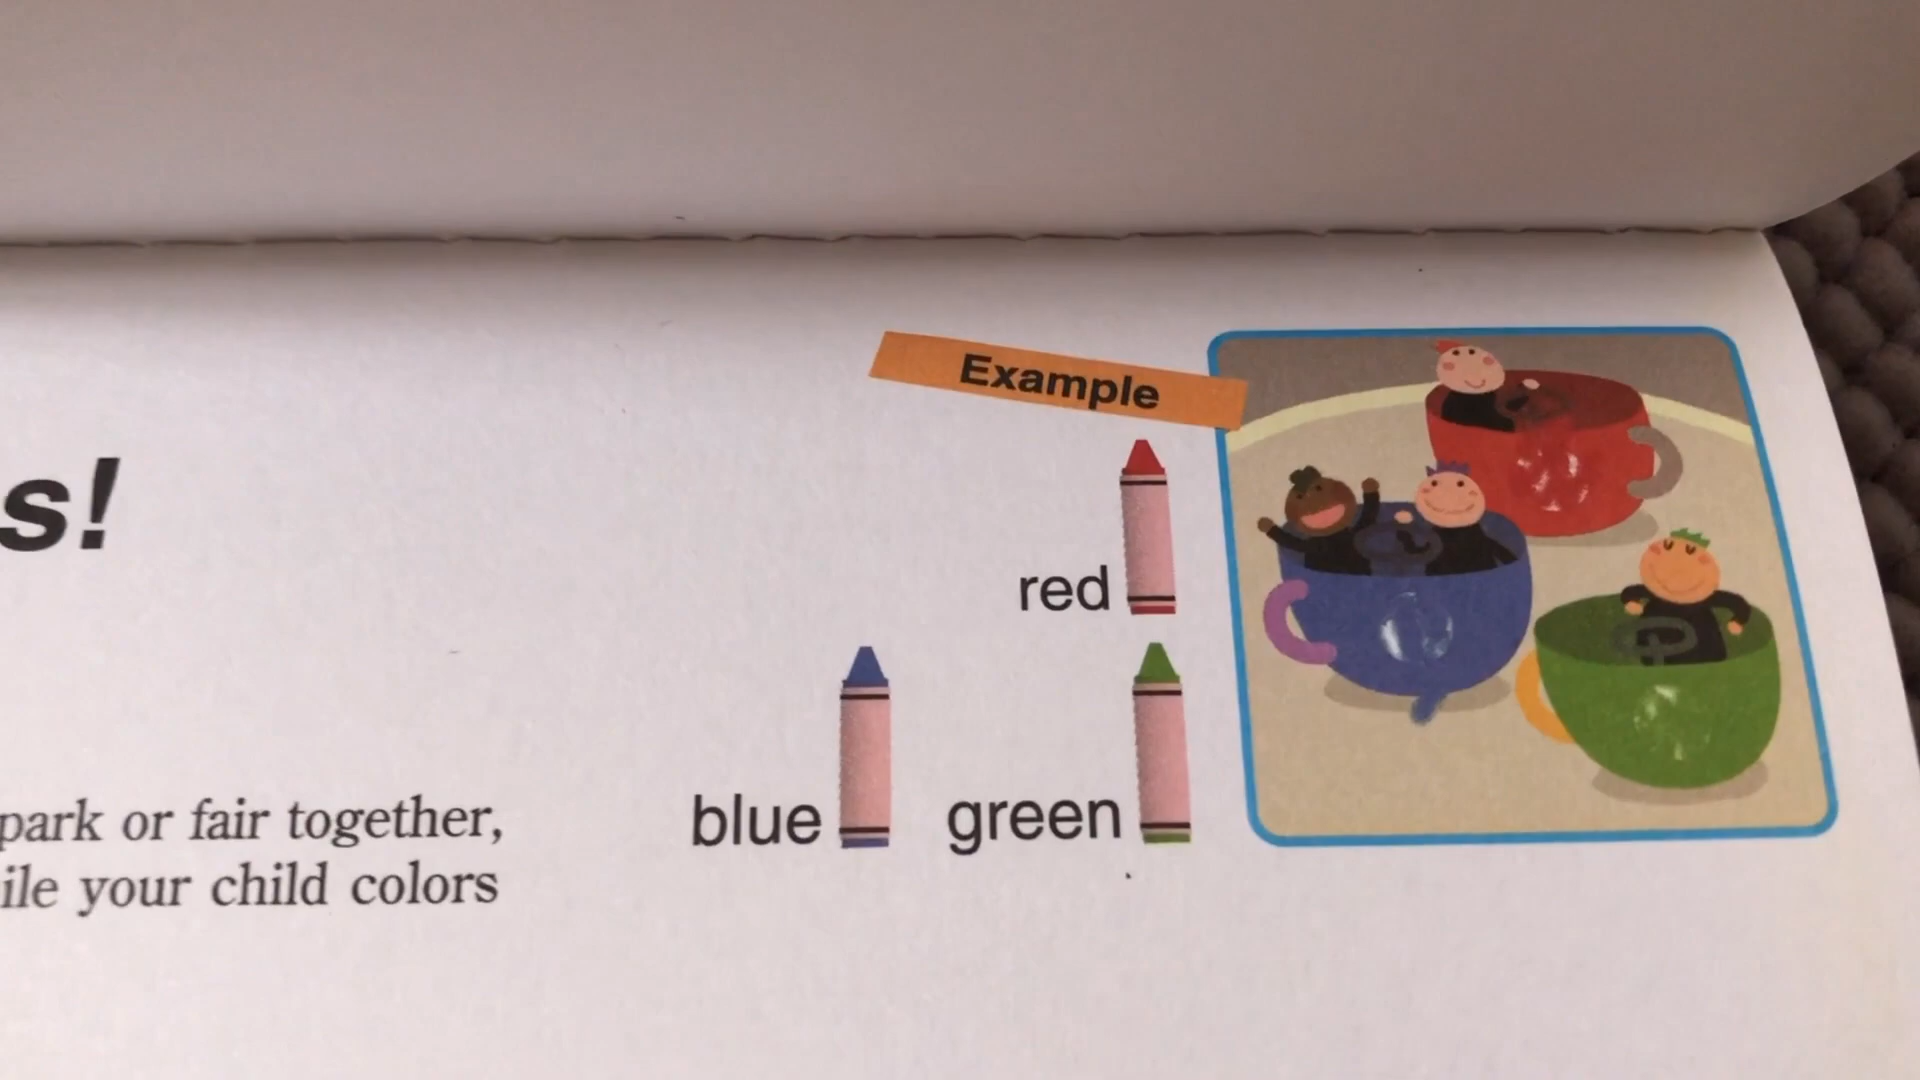 Example
s!
red
blue green
park or fair together,
ile your child colors